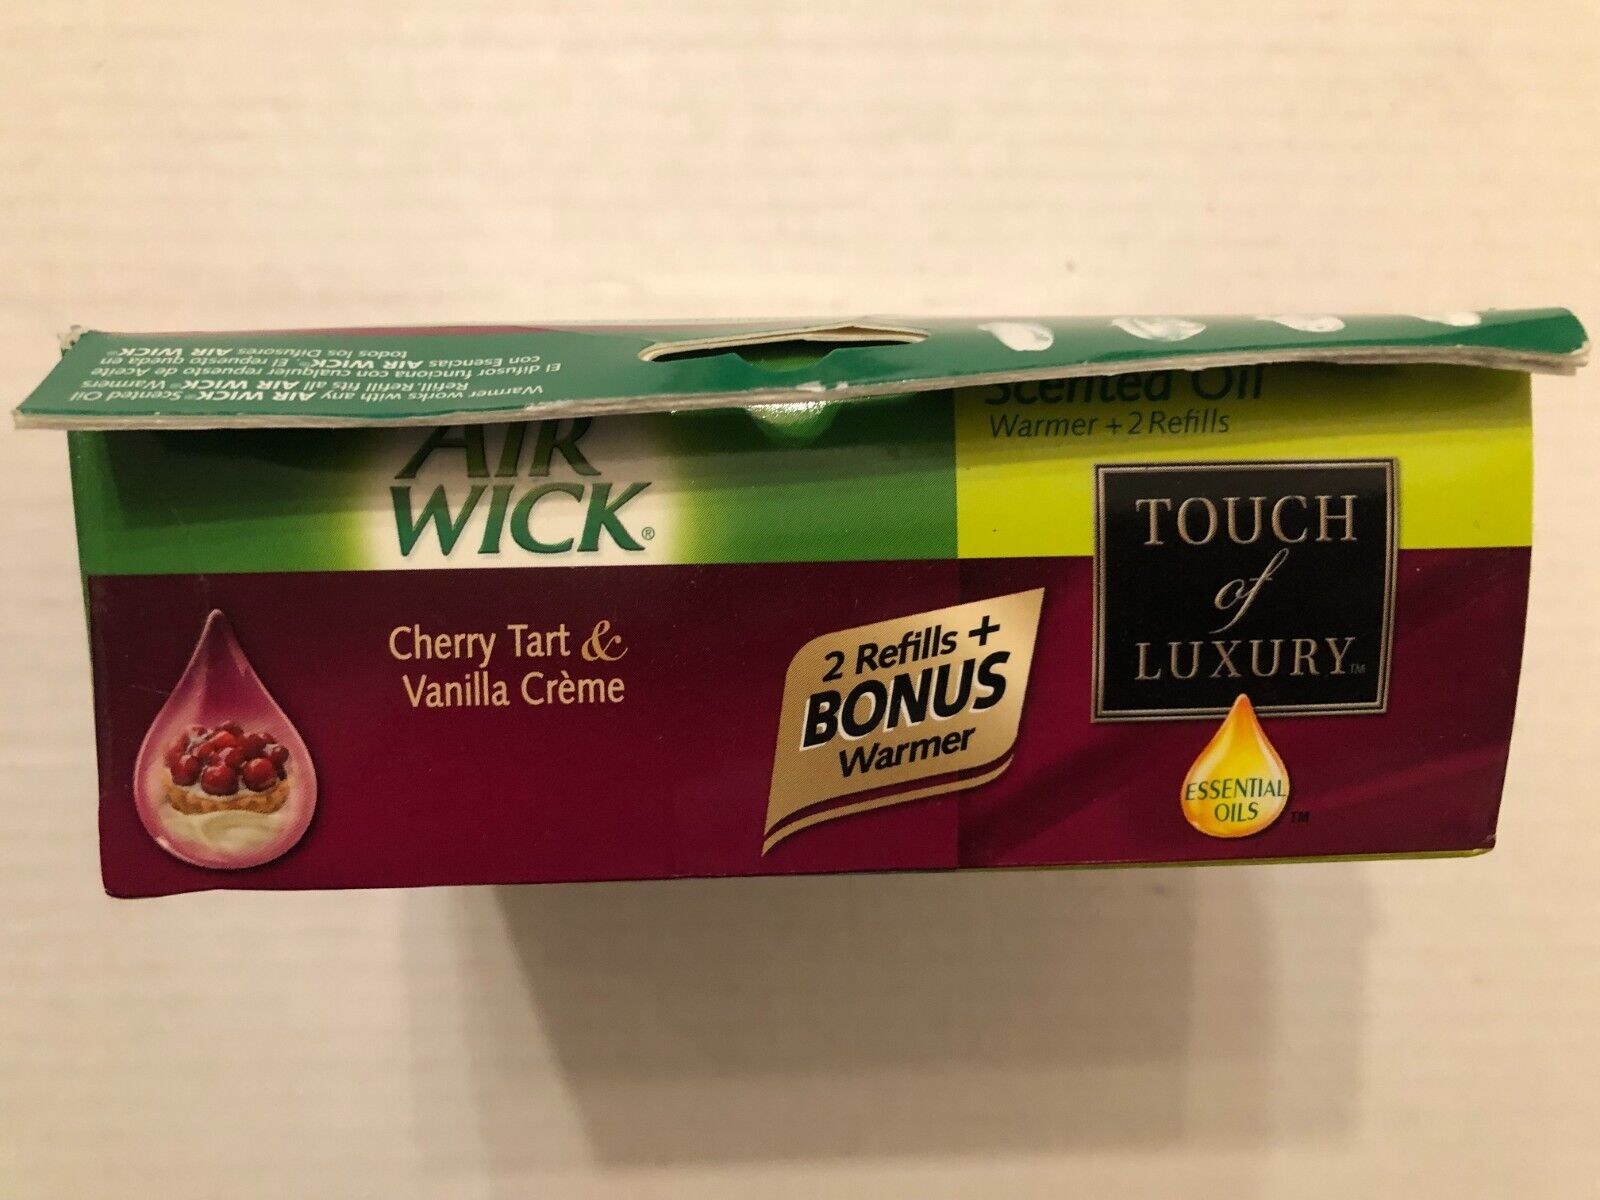 Warmer works with any AIR WICK® Scented Oil
Refill. Refill fits all AIR WICK® Warmers
El difusor funciona con cualquier repuesto de Aceite
con Esencias AIR WICK®. El repuesto queda en
todos los Difusores AIR WICK®
AIR
WICK®
Scented Oil
Warmer + 2 Refills
TOUCH
of
LUXURY™
Cherry Tart &
Vanilla Crème
2 Refills +
BONUS
Warmer
ESSENTIAL
OILS™